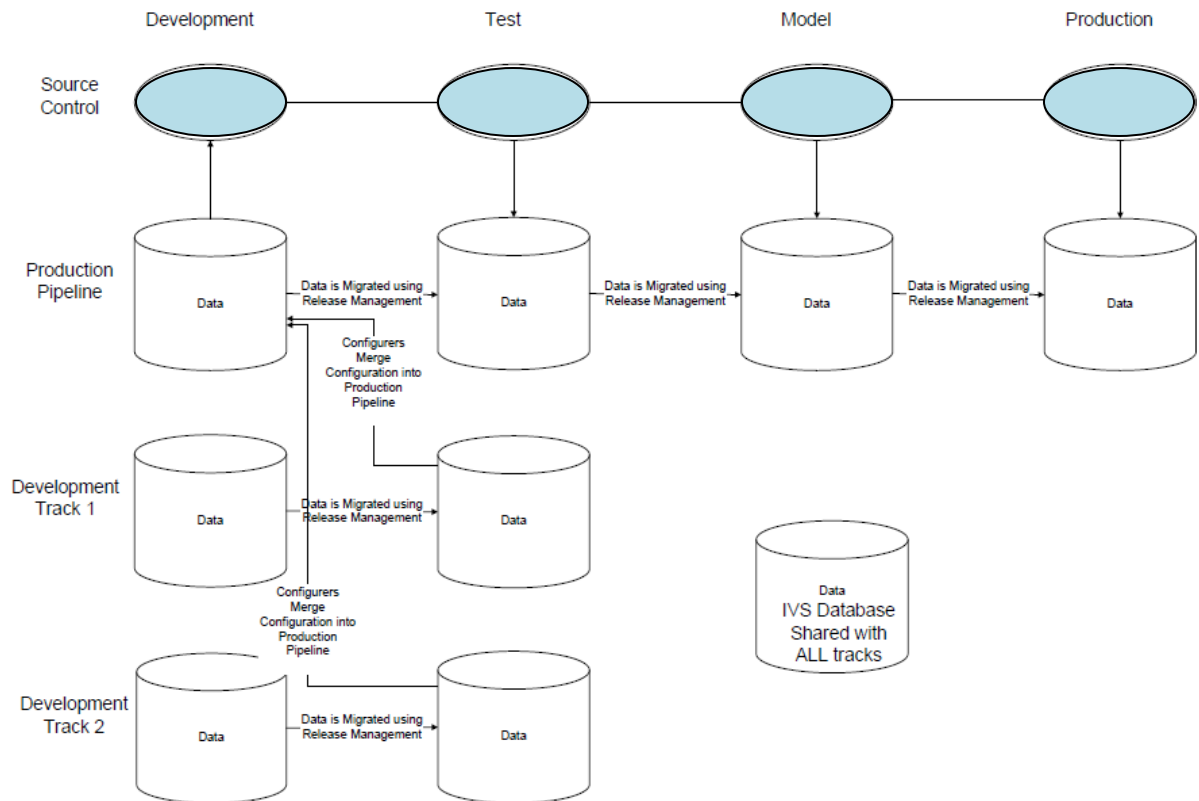 Development
Test
Model
Production
Source
Control
Production
Pipeline
Data
Data is Migrated using
Release Management
Data
Data is Migrated using
Release Management
Data
Data is Migrated using
Release Management
Data
Configurers
Merge
Configuration into
Production
Pipeline
Development
Track 1
Data
Data is Migrated using
Release Management
Data
Configurers
Merge
Configuration into
Production
Pipeline
Data
IVS Database
Shared with
ALL tracks
Development
Track 2
Data
Data is Migrated using
Release Management
Data